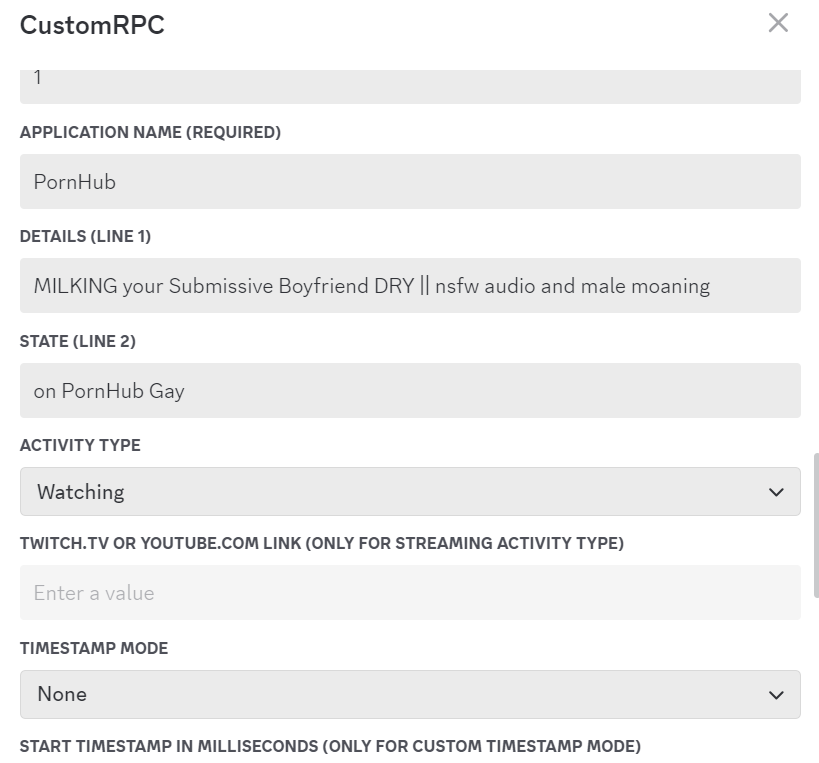 CustomRPC
1
APPLICATION NAME (REQUIRED)
PornHub
DETAILS (LINE 1)
MILKING your Submissive Boyfriend DRY || nsfw audio and male moaning
STATE (LINE 2)
on PornHub Gay
ACTIVITY TYPE
Watching
TWITCH.TV OR YOUTUBE.COM LINK (ONLY FOR STREAMING ACTIVITY TYPE)
Enter a value
TIMESTAMP MODE
None
START TIMESTAMP IN MILLISECONDS (ONLY FOR CUSTOM TIMESTAMP MODE)